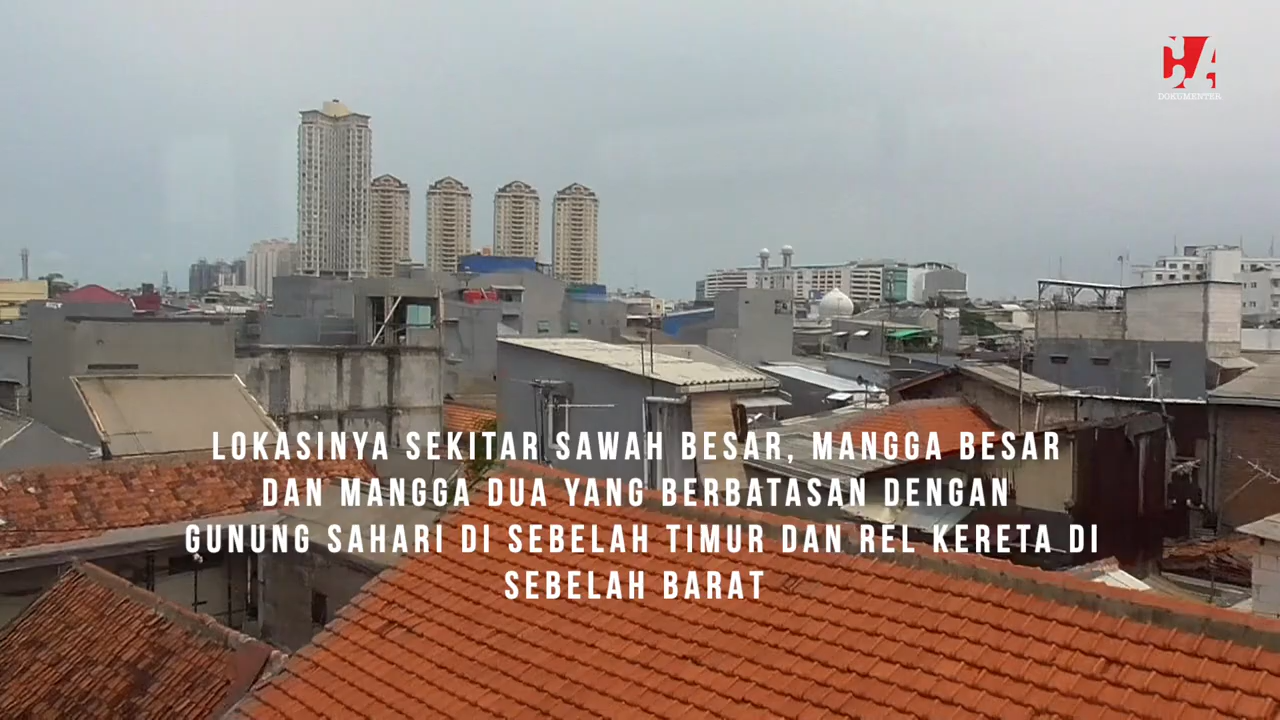 DOKUMENTER
LOKASINYA SEKITAR SAWAH BESAR, MANGGA BESAR
DAN MANGGA DUA YANG BERBATASAN DENGAN
GUNUNG SAHARI DI SEBELAH TIMUR DAN REL KERETA DI
SEBELAH BARAT